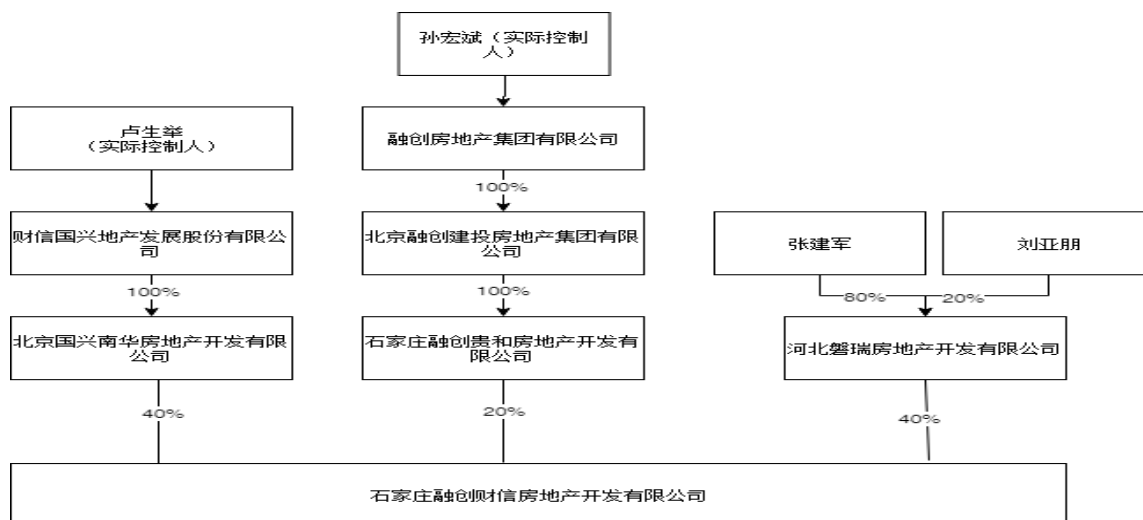 孙宏斌（实际控制
人）
卢生举
（实际控制人）
融创房地产集团有限公司
100%
财信国兴地产发展股份有限公
司
北京融创建投房地产集团有限
公司
张建军
刘亚朋
100%
100%
80%
20%
北京国兴南华房地产开发有限
公司
石家庄融创贵和房地产开发有
限公司
河北磐瑞房地产开发有限公司
40%
20%
40%
石家庄融创财信房地产开发有限公司